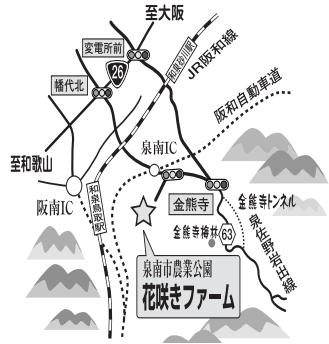 至大阪
変電所前
26
和泉砂川駅
JR阪和線
幡代北
阪和自動車道
至和歌山
泉南IC
阪南IC
和泉鳥取駅
金熊寺
金熊寺トンネル
金熊寺梅林
63
泉佐野岩出線
泉南市農業公園
花咲きファーム